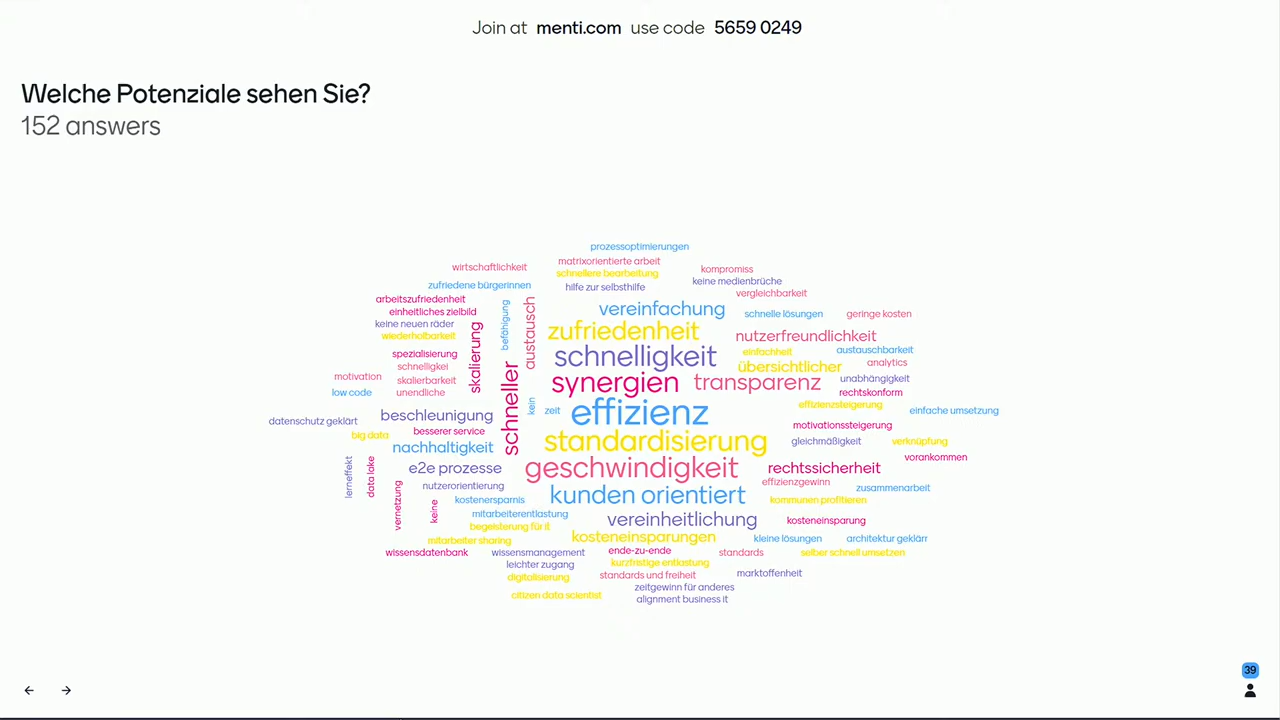 Join at menti.com use code 5659 0249
Welche Potenziale sehen Sie?
152 answers
prozessoptimierungen
wirtschaftlichkeit
matrixorientierte arbeit
kompromiss
schnellere bearbeitung
keine medienbrüche
zufriedene bürgerinnen
hilfe zur selbsthilfe
vergleichbarkeit
arbeitszufriedenheit
einheitliches zielbild
befähigung
austausch
vereinfachung
schnelle lösungen
geringe kosten
keine neuen räder
wiederholbarkeit
skalierung
zufriedenheit
nutzerfreundlichkeit
spezialisierung
schnelligkeit
einfachheit
austauschbarkeit
schnelligkei
übersichtlicher
analytics
motivation
skalierbarkeit
synergien
transparenz
unabhängigkeit
low code
unendliche
schneller
rechtskonform
kein
zeit
effizienz
effizienzsteigerung
einfache umsetzung
datenschutz geklärt
beschleunigung
motivationssteigerung
big data
besserer service
standardisierung
gleichmäßigkeit
verknüpfung
nachhaltigkeit
vorankommen
lerneffekt
data lake
e2e prozesse
geschwindigkeit
rechtssicherheit
nutzerorientierung
effizienzgewinn
zusammenarbeit
vernetzung
keine
kostenersparnis
kunden orientiert
kommunen profitieren
mitarbeiterentlastung
vereinheitlichung
kosteneinsparung
begeisterung für it
mitarbeiter sharing
kosteneinsparungen
kleine lösungen
architektur geklärr
wissensdatenbank
wissensmanagement
ende-zu-ende
standards
selber schnell umsetzen
leichter zugang
kurzfristige entlastung
digitalisierung
standards und freiheit
marktoffenheit
zeitgewinn für anderes
citizen data scientist
alignment business it
39